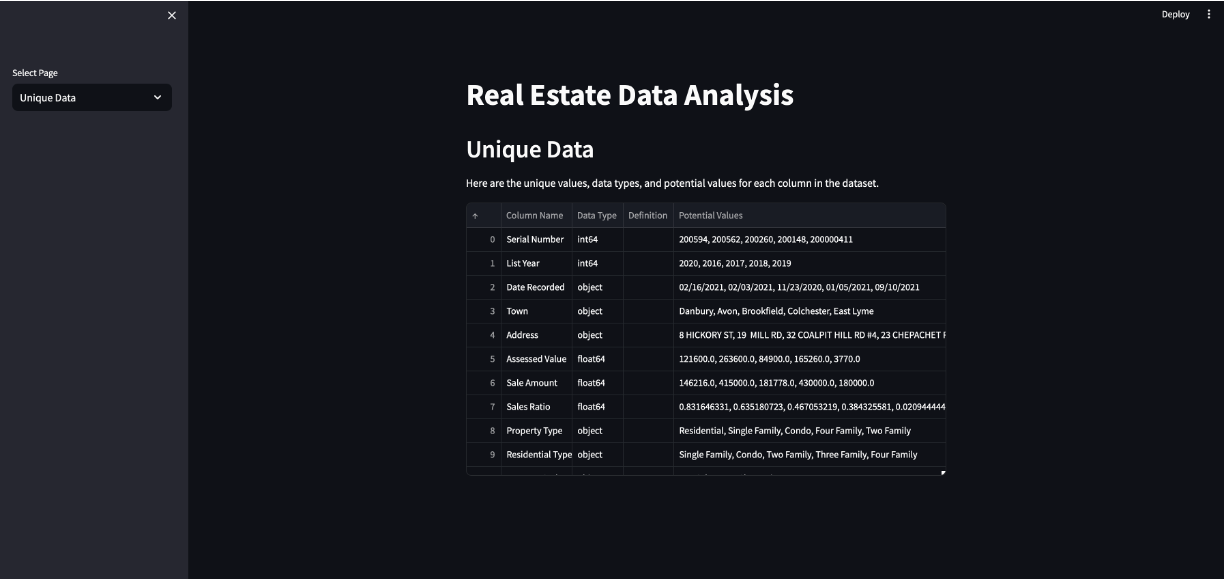 Deploy
Select Page
Unique Data
Real Estate Data Analysis
Unique Data
Here are the unique values, data types, and potential values for each column in the dataset.
Column Name Data Type Definition Potential Values
0 Serial Number int64 200594, 200562, 200260, 200148, 200000411
1 List Year int64 2020, 2016, 2017, 2018, 2019
2 Date Recorded object 02/16/2021, 02/03/2021, 11/23/2020, 01/05/2021, 09/10/2021
3 Town object Danbury, Avon, Brookfield, Colchester, East Lyme
4 Address object 8 HICKORY ST, 19 MILL RD, 32 COALPIT HILL RD #4, 23 CHEPACHET
5 Assessed Value float64 121600.0, 263600.0, 84900.0, 165260.0, 3770.0
6 Sale Amount float64 146216.0, 415000.0, 181778.0, 430000.0, 180000.0
7 Sales Ratio float64 0.831646331, 0.635180723, 0.467053219, 0.384325581, 0.020944444
8 Property Type object Residential, Single Family, Condo, Four Family, Two Family
9 Residential Type object Single Family, Condo, Two Family, Three Family, Four Family